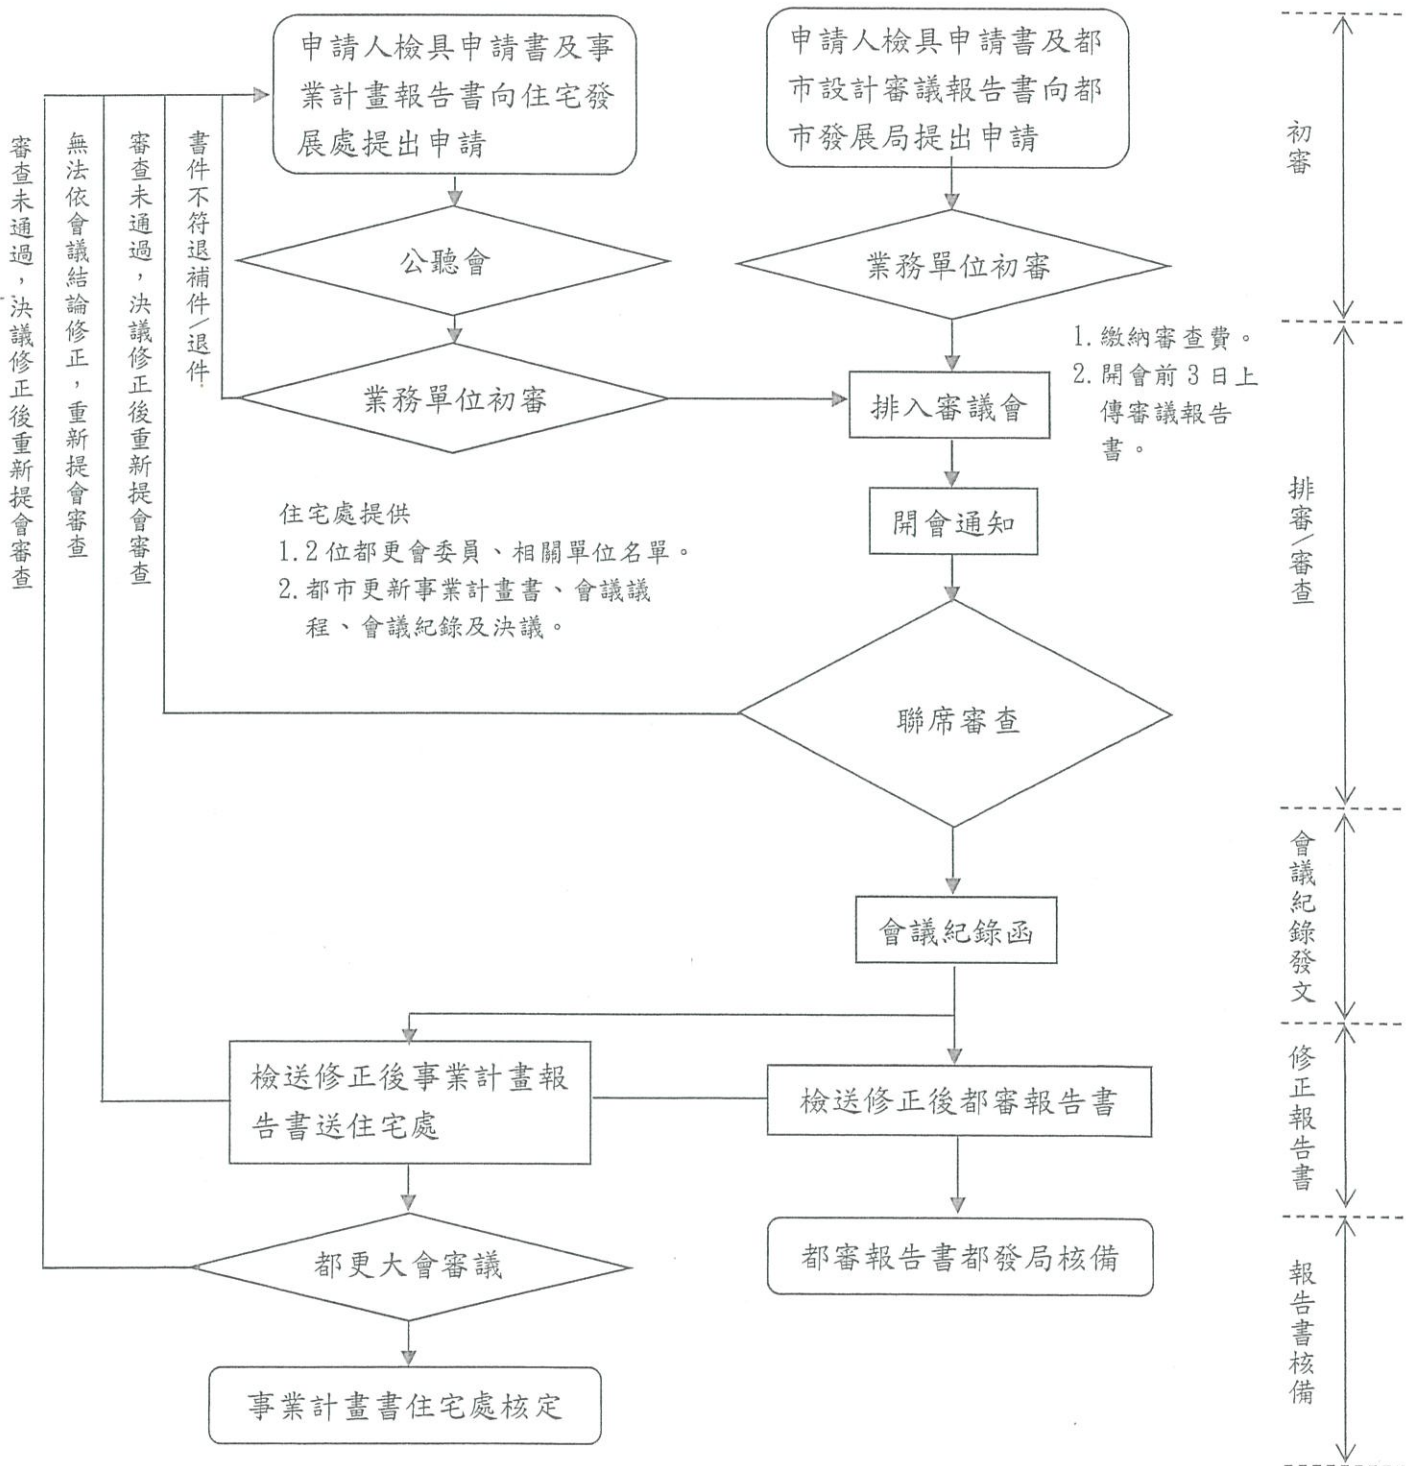 申請人檢具申請書及事
業計畫報告書向住宅發
展處提出申請
申請人檢具申請書及都
市設計審議報告書向都
市發展局提出申請
初審
書件不符退補件/退件
審查未通過，決議修正後重新提會審查
無法依會議結論修正，重新提會審查
審查未通過，決議修正後重新提會審查
公聽會
業務單位初審
業務單位初審
排入審議會
1. 繳納審查費。
2. 開會前 3 日上
傳審議報告
書。
開會通知
排審/審查
住宅處提供
1. 2 位都更會委員、相關單位名單。
2. 都市更新事業計畫書、會議議
程、會議紀錄及決議。
聯席審查
會議紀錄函
會議紀錄發文
檢送修正後事業計畫報
告書送住宅處
檢送修正後都審報告書
修正報告書
都更大會審議
都審報告書都發局核備
報告書核備
事業計畫書住宅處核定